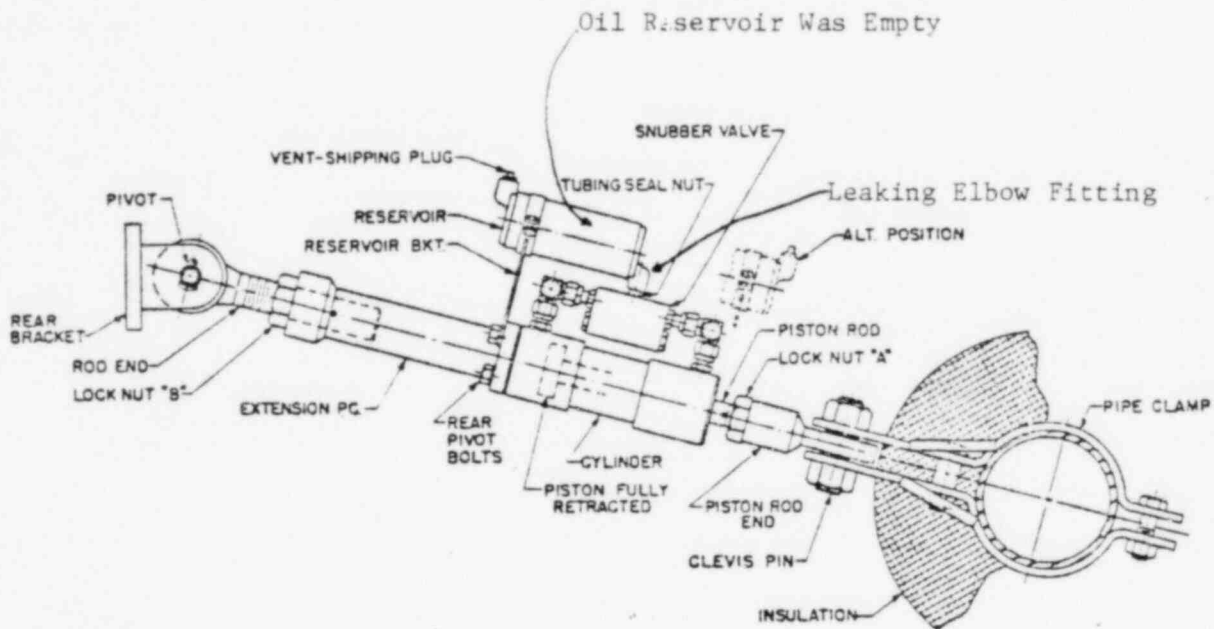 Oil Reservoir Was Empty
SNUBBER VALVE
VENT-SHIPPING PLUG
TUBING SEAL NUT
Leaking Elbow Fitting
PIVOT
RESERVOIR
ALT. POSITION
RESERVOIR BKT.
REAR
BRACKET
PISTON ROD
ROD END
LOCK NUT "A"
LOCK NUT "B"
EXTENSION PC.
PIPE CLAMP
REAR
PIVOT
BOLTS
CYLINDER
PISTON FULLY
RETRACTED
PISTON ROD
END
CLEVIS PIN
INSULATION